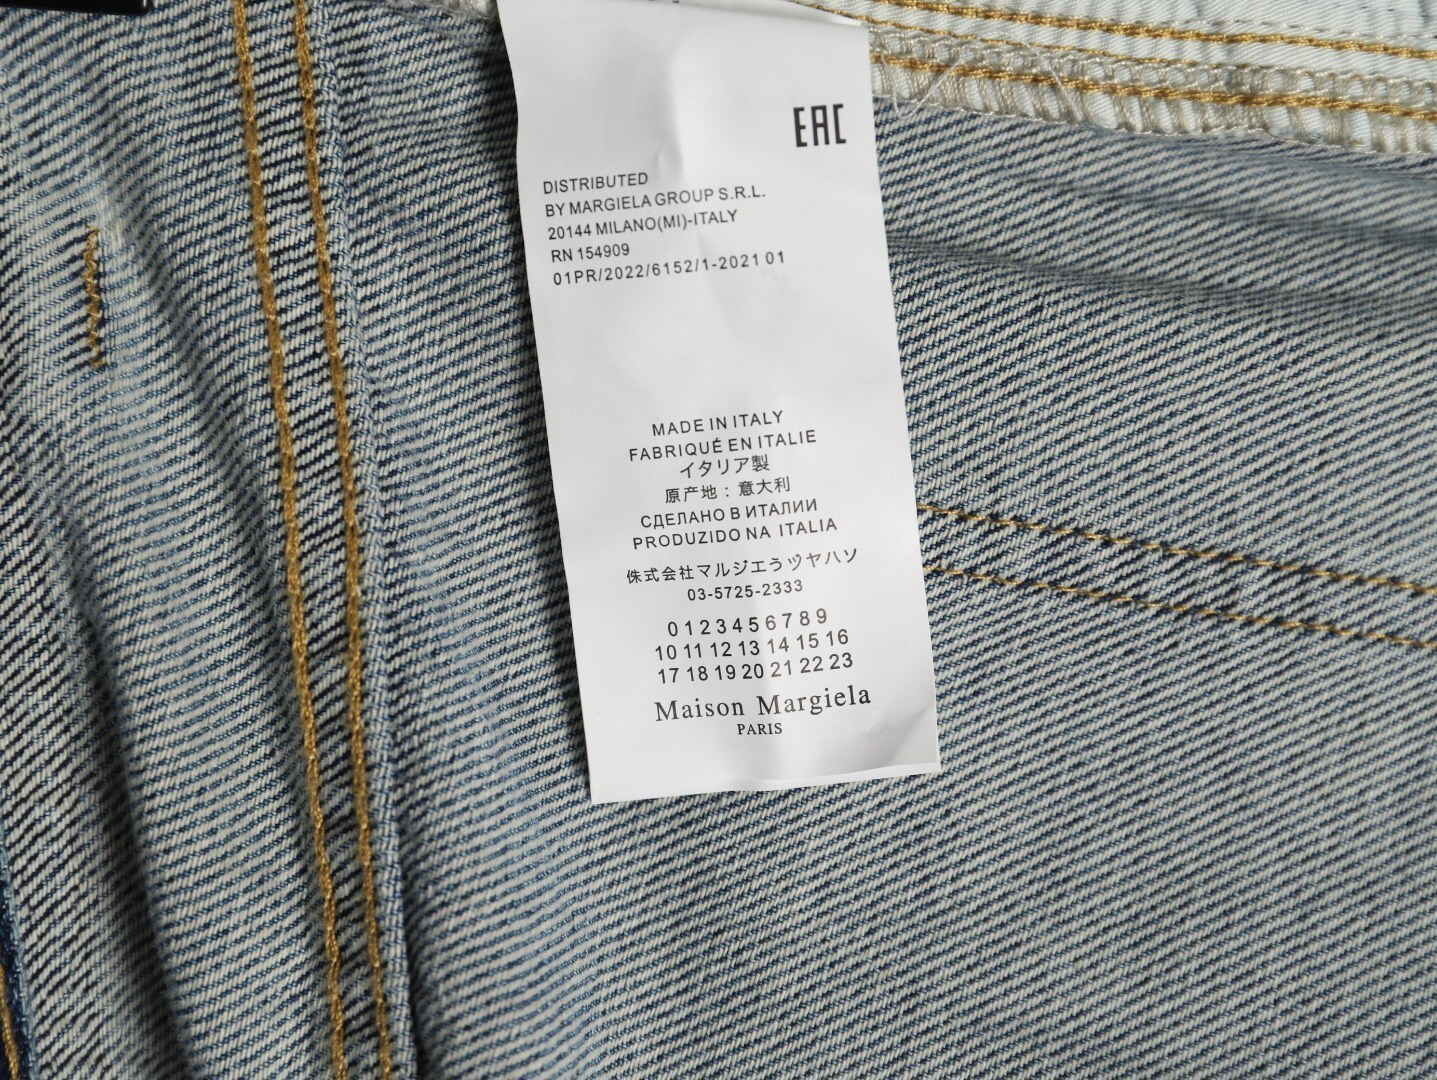 EAC
DISTRIBUTED
BY MARGIELA GROUP S.R.L.
20144 MILANO(MI)-ITALY
RN 154909
01PR/2022/6152/1-2021 01
MADE IN ITALY
FABRIQUÉ EN ITALIE
イタリア製
原产地：意大利
СДЕЛАНО В ИТАЛИИ
PRODUZIDO NA ITALIA
侏式会社マルジエうヅヤハソ
03-5725-2333
0 1 2 3 4 5 6 7 8 9
10 11 12 13 14 15 16
17 18 19 20 21 22 23
Maison Margiela
PARIS